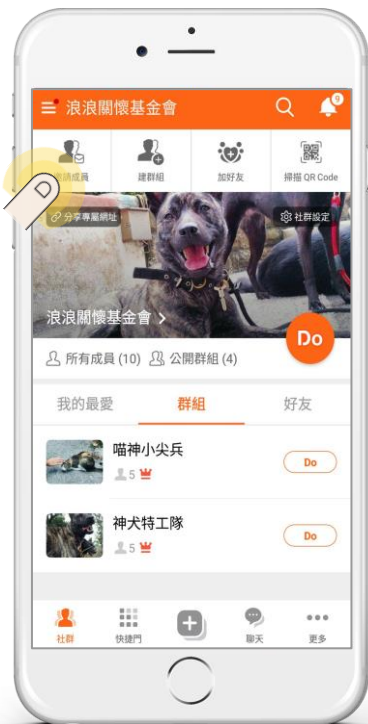 浪浪關懷基金會
9
員
建群組
加好友
掃描 QR Code
分享專屬網址
社群設定
浪浪關懷基金會 >
Do
所有成員 (10) 公開群組 (4)
我的最愛
群組
好友
喵神小尖兵
5
Do
神犬特工隊
5
Do
社群
快捷門
聊天
更多